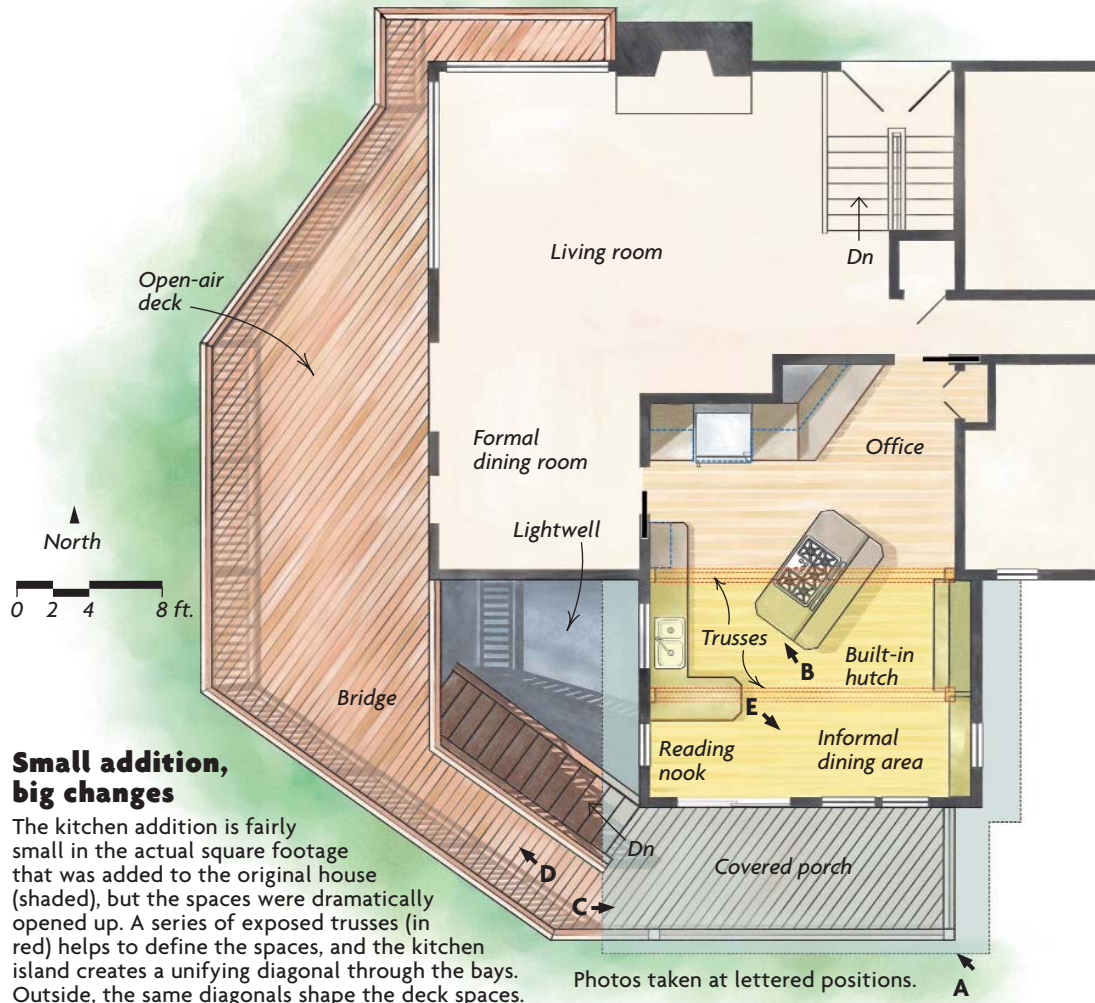 Living room
Dn
Open-air
deck
Office
Formal
dining room
Lightwell
North
0 2 4 8 ft.
Trusses
B
Built-in
hutch
Bridge
E
Reading
nook
Informal
dining area
Dn
Covered porch
D
C
A
Small addition,
big changes
The kitchen addition is fairly
small in the actual square footage
that was added to the original house
(shaded), but the spaces were dramatically
opened up. A series of exposed trusses (in
red) helps to define the spaces, and the kitchen
island creates a unifying diagonal through the bays.
Outside, the same diagonals shape the deck spaces.
Photos taken at lettered positions.